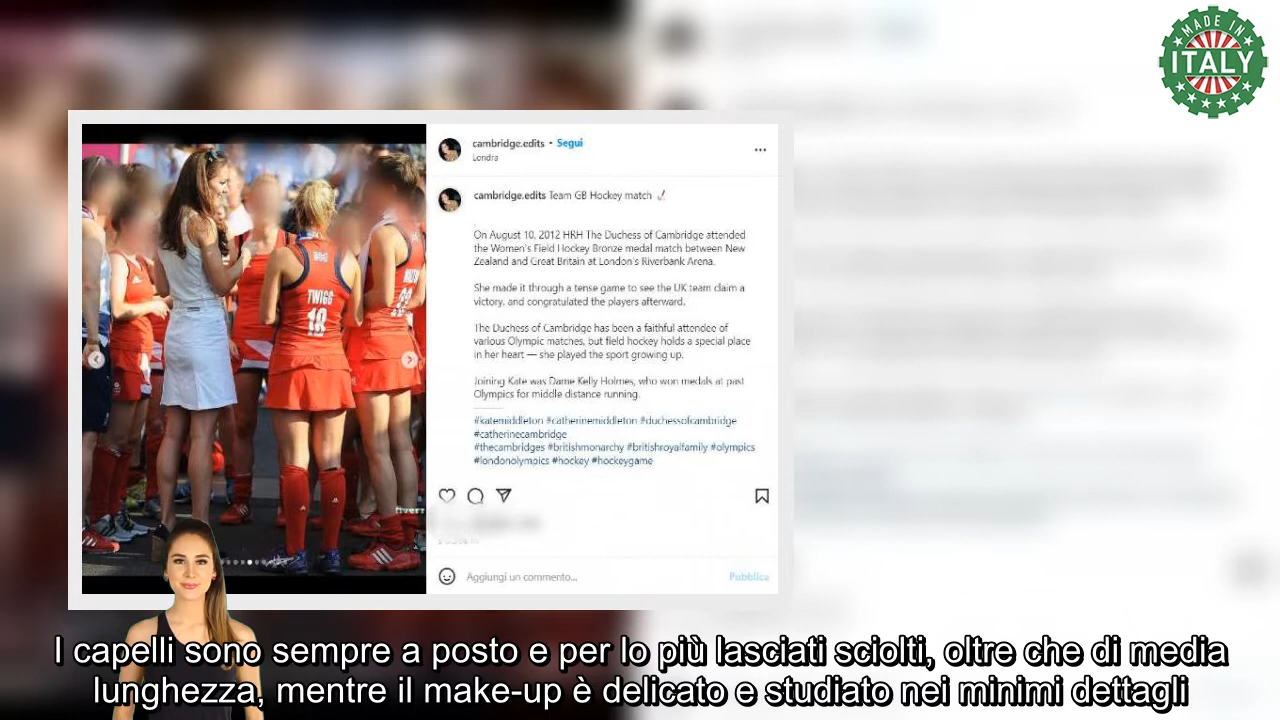 MADE IN
ITALY
cambridge.edits • Segui
Londra
cambridge.edits Team GB Hockey match
On August 10, 2012 HRH The Duchess of Cambridge attended
the Women's Field Hockey Bronze medal match between New
Zealand and Great Britain at London's Riverbank Arena.
She made it through a tense game to see the UK team claim a
victory, and congratulated the players afterward.
The Duchess of Cambridge has been a faithful attendee of
various Olympic matches, but field hockey holds a special place
in her heart — she played the sport growing up.
Joining Kate was Dame Kelly Holmes, who won medals at past
Olympics for middle distance running.
#katemiddleton #catherinemiddleton #duchessofcambridge
#catherinecambridge
#thecambridges #britishmonarchy #britishroyalfamily #olympics
#londonolympics #hockey #hockeygame
TWIGG
18
fiverr
Aggiungi un commento...
Pubblica
I capelli sono sempre a posto e per lo più lasciati sciolti, oltre che di media
lunghezza, mentre il make-up è delicato e studiato nei minimi dettagli